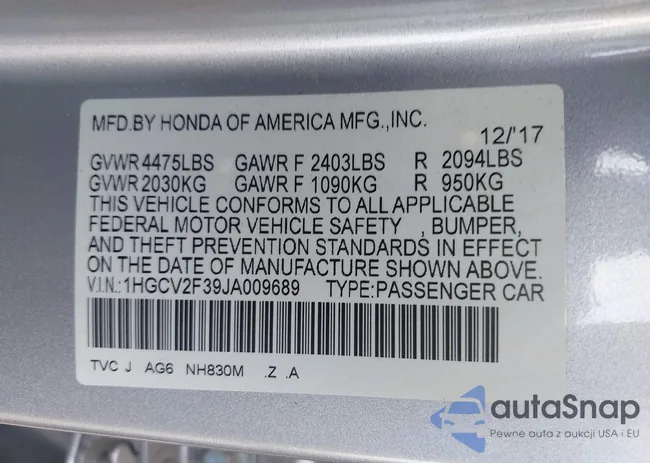 MFD.BY HONDA OF AMERICA MFG.,INC.
12/'17
GVWR 4475LBS GAWR F 2403LBS R 2094LBS
GVWR 2030KG GAWR F 1090KG R 950KG
THIS VEHICLE CONFORMS TO ALL APPLICABLE
FEDERAL MOTOR VEHICLE SAFETY , BUMPER,
AND THEFT PREVENTION STANDARDS IN EFFECT
ON THE DATE OF MANUFACTURE SHOWN ABOVE.
V.I.N.:1HGCV2F39JA009689 TYPE:PASSENGER CAR
TVC J AG6 NH830M .Z .A
autaSnap
Pewne auta z aukcji USA i EU